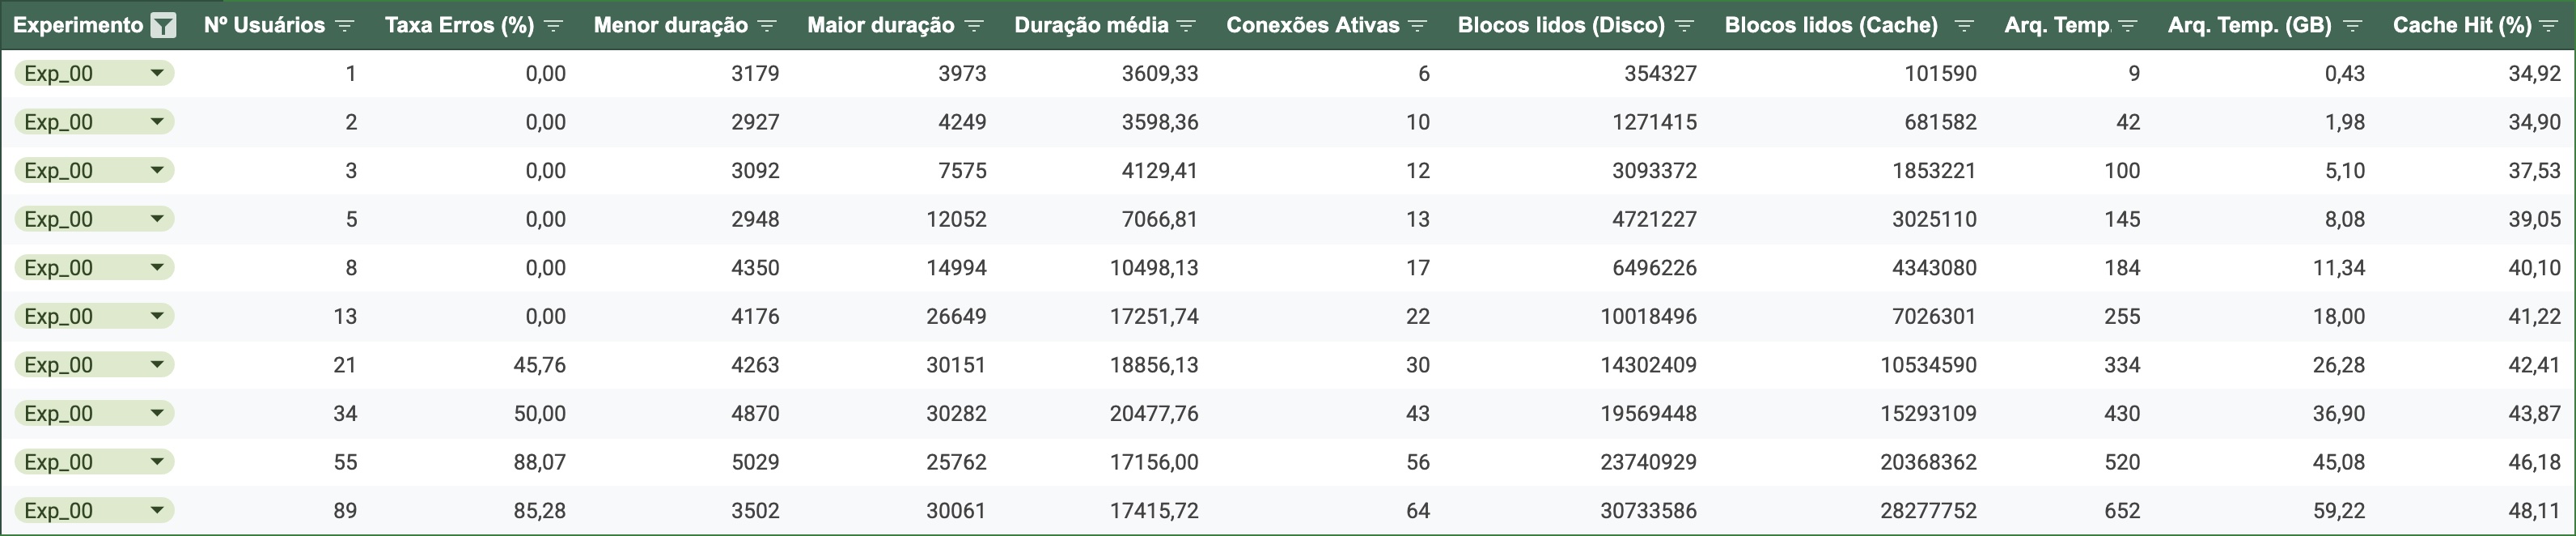 Experimento Nº Usuários Taxa Erros (%) Menor duração Maior duração Duração média Conexões Ativas Blocos lidos (Disco) Blocos lidos (Cache) Arq. Temp. Arq. Temp. (GB) Cache Hit (%)
Exp_00 1 0,00 3179 3973 3609,33 6 354327 101590 9 0,43 34,92
Exp_00 2 0,00 2927 4249 3598,36 10 1271415 681582 42 1,98 34,90
Exp_00 3 0,00 3092 7575 4129,41 12 3093372 1853221 100 5,10 37,53
Exp_00 5 0,00 2948 12052 7066,81 13 4721227 3025110 145 8,08 39,05
Exp_00 8 0,00 4350 14994 10498,13 17 6496226 4343080 184 11,34 40,10
Exp_00 13 0,00 4176 26649 17251,74 22 10018496 7026301 255 18,00 41,22
Exp_00 21 45,76 4263 30151 18856,13 30 14302409 10534590 334 26,28 42,41
Exp_00 34 50,00 4870 30282 20477,76 43 19569448 15293109 430 36,90 43,87
Exp_00 55 88,07 5029 25762 17156,00 56 23740929 20368362 520 45,08 46,18
Exp_00 89 85,28 3502 30061 17415,72 64 30733586 28277752 652 59,22 48,11